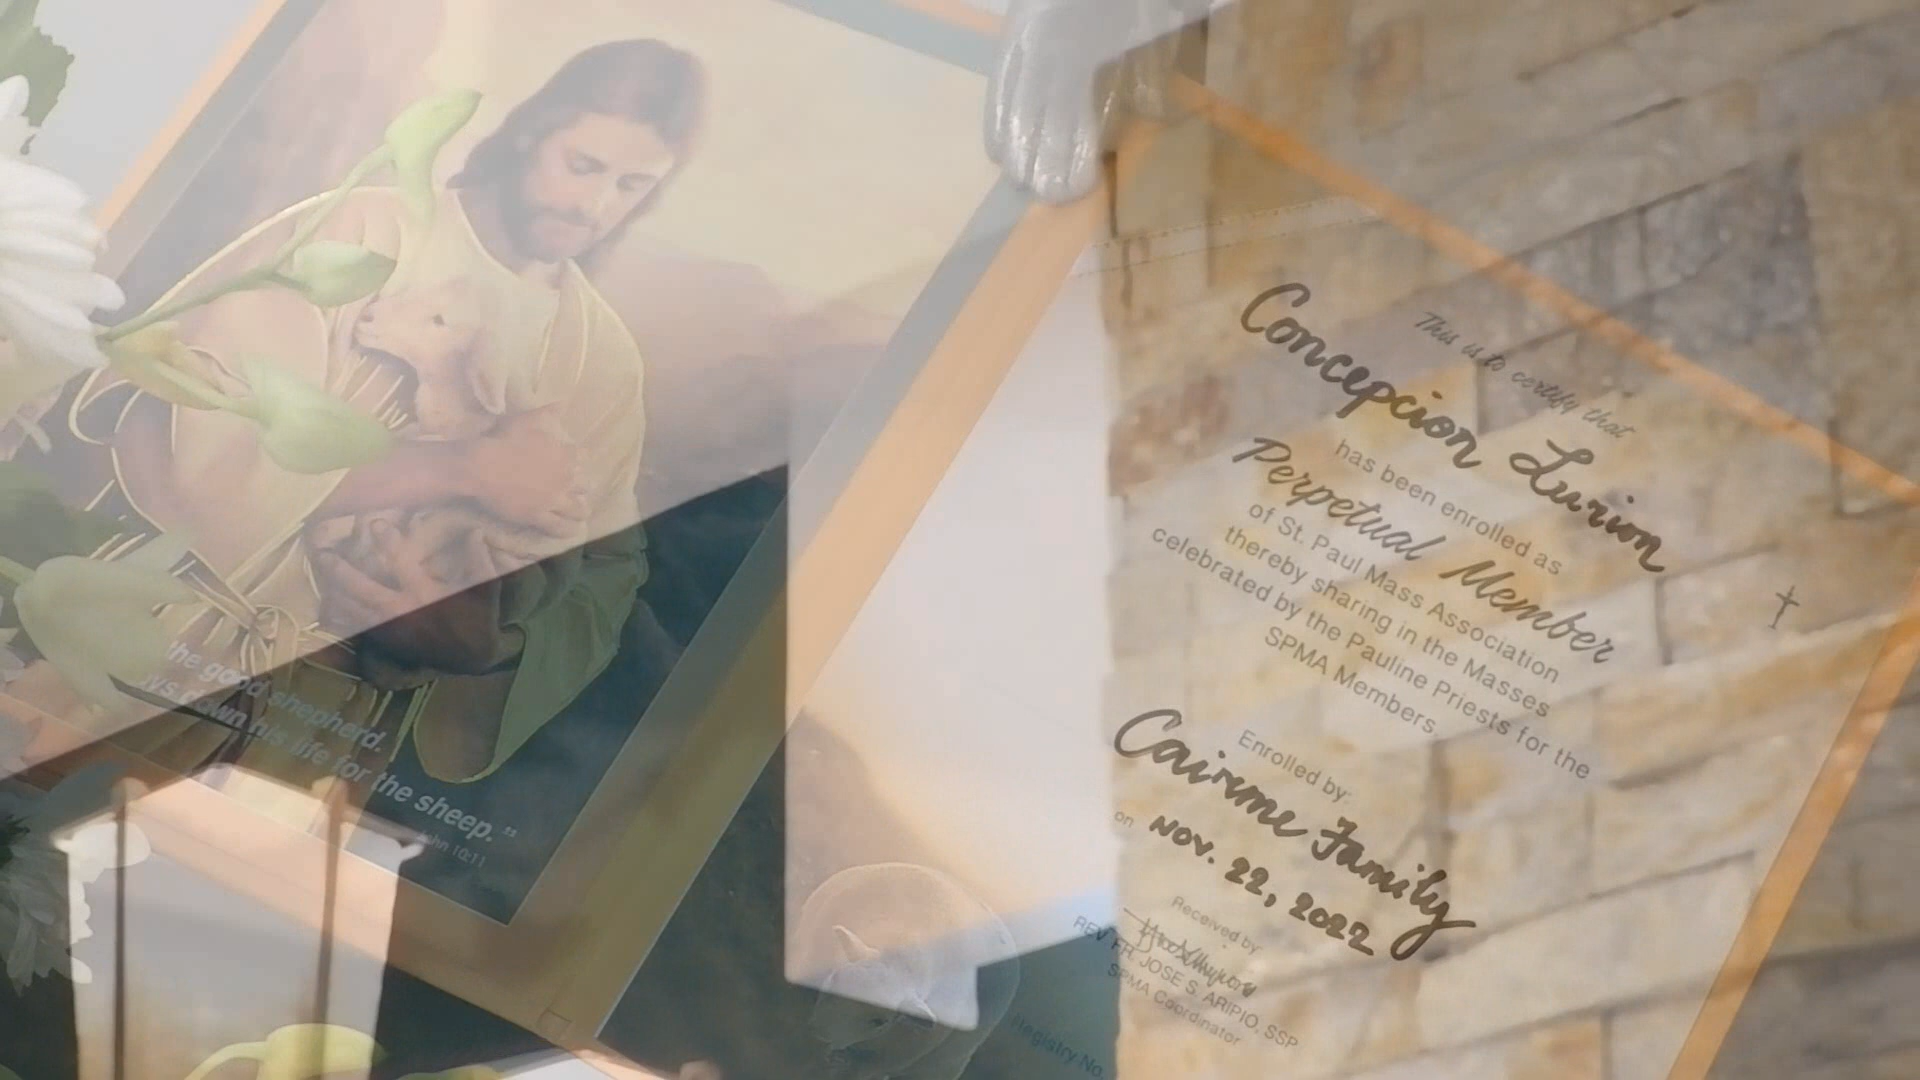 the good shepherd.
down his life for the sheep."
John 10:11
This is to certify that
Concepcion Lurion
has been enrolled as
Perpetual Member
of St. Paul Mass Association
thereby sharing in the Masses
celebrated by the Pauline Priests for the
SPMA Members.
Enrolled by:
Cairme Family
on Nov. 22, 2022
Received by:
REV. FR. JOSE S. ARIPIO, SSP
SPMA Coordinator
Registry No.